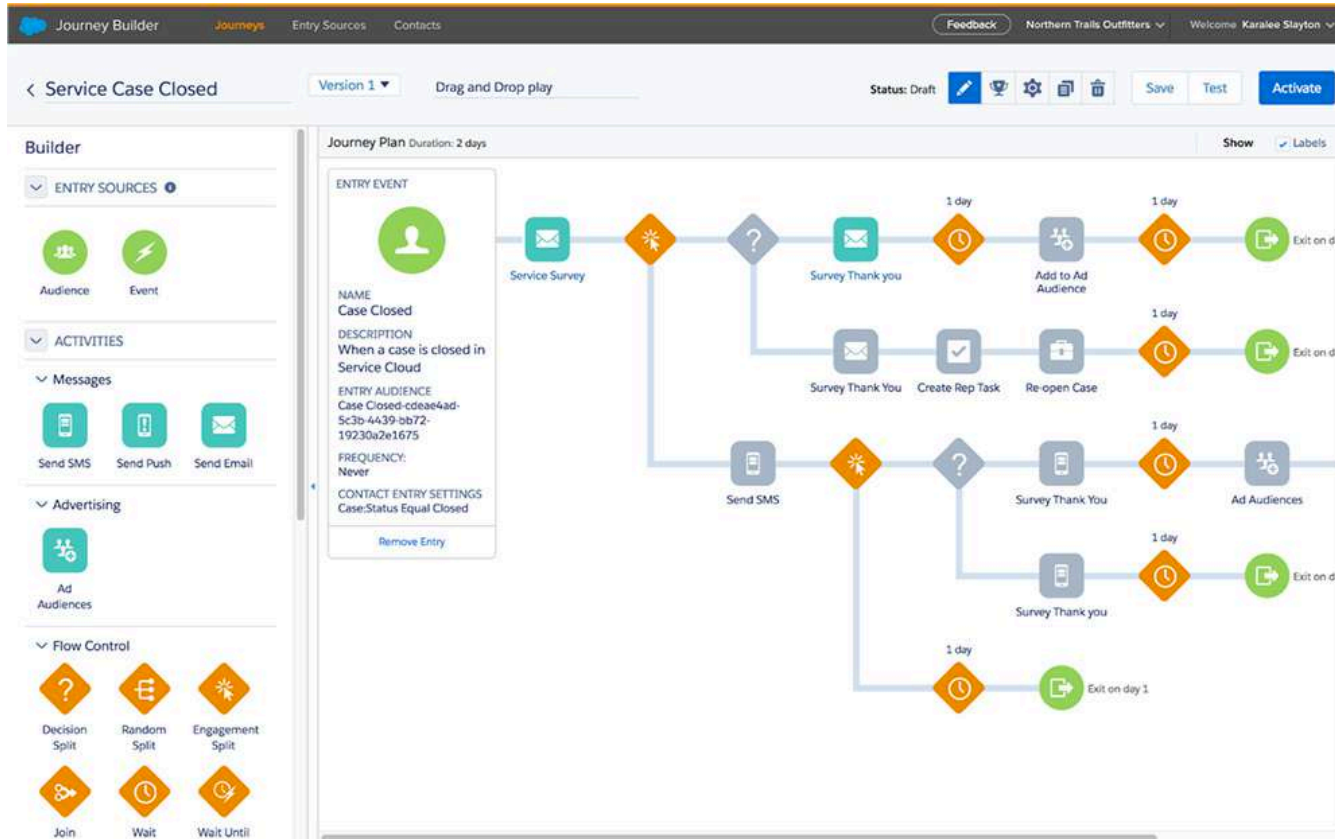 Journey Builder Journeys Entry Sources Contacts Feedback Northern Trails Outfitters Welcome Karalee Slayton
Service Case Closed Version 1 Drag and Drop play Status: Draft Save Test Activate
Builder
Journey Plan Duration: 2 days Show Labels
ENTRY SOURCES
Audience Event
ACTIVITIES
Messages
Send SMS Send Push Send Email
Advertising
Ad
Audiences
Flow Control
Decision
Split
Random
Split
Engagement
Split
Join Wait Wait Until
ENTRY EVENT
NAME
Case Closed
DESCRIPTION
When a case is closed in
Service Cloud
ENTRY AUDIENCE
Case Closed-cdeae4ad-
5c3b-4439-bb72-
19230a2e1675
FREQUENCY:
Never
CONTACT ENTRY SETTINGS
Case:Status Equal Closed
Remove Entry
1 day 1 day
Service Survey Survey Thank you Add to Ad
Audience
Exit on d
1 day
Survey Thank You Create Rep Task Re-open Case Exit on d
1 day
Send SMS Survey Thank You Ad Audiences
1 day
Survey Thank you Exit on d
1 day
Exit on day 1